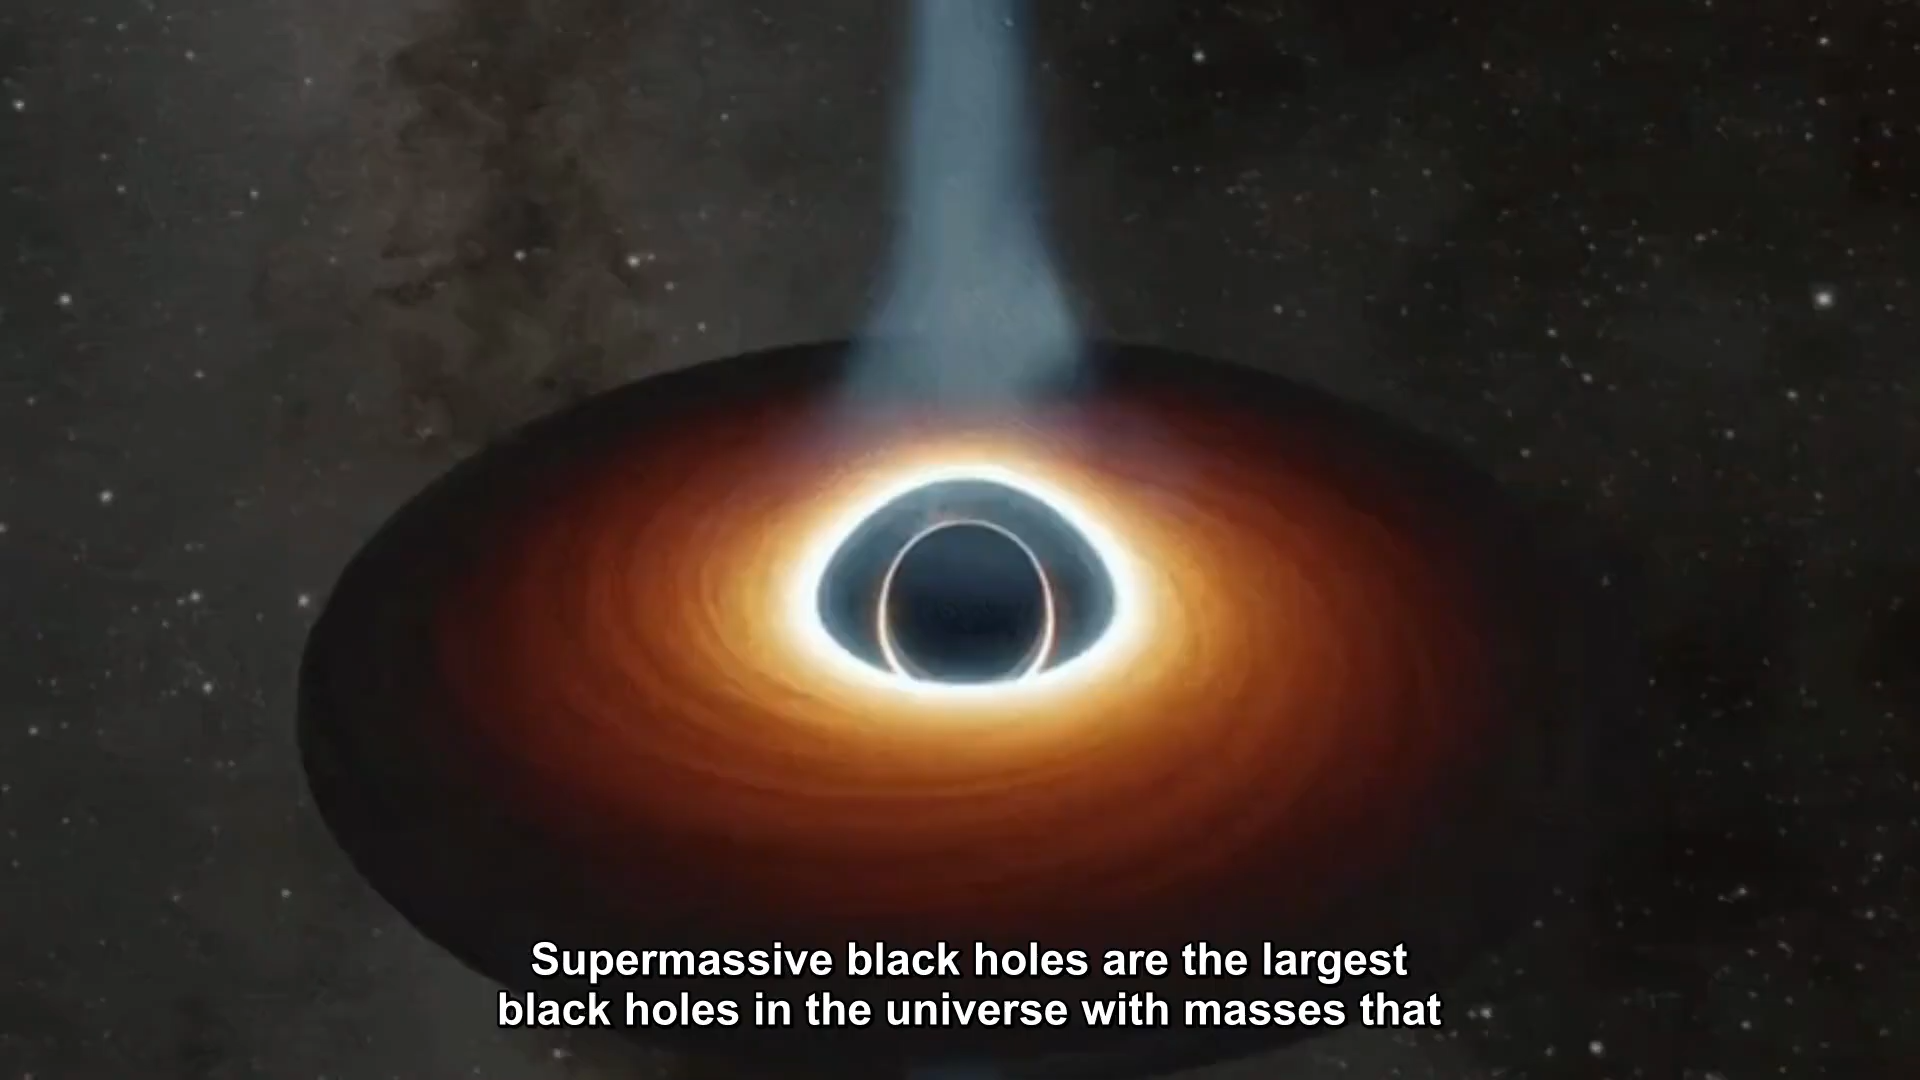 Supermassive black holes are the largest
black holes in the universe with masses that